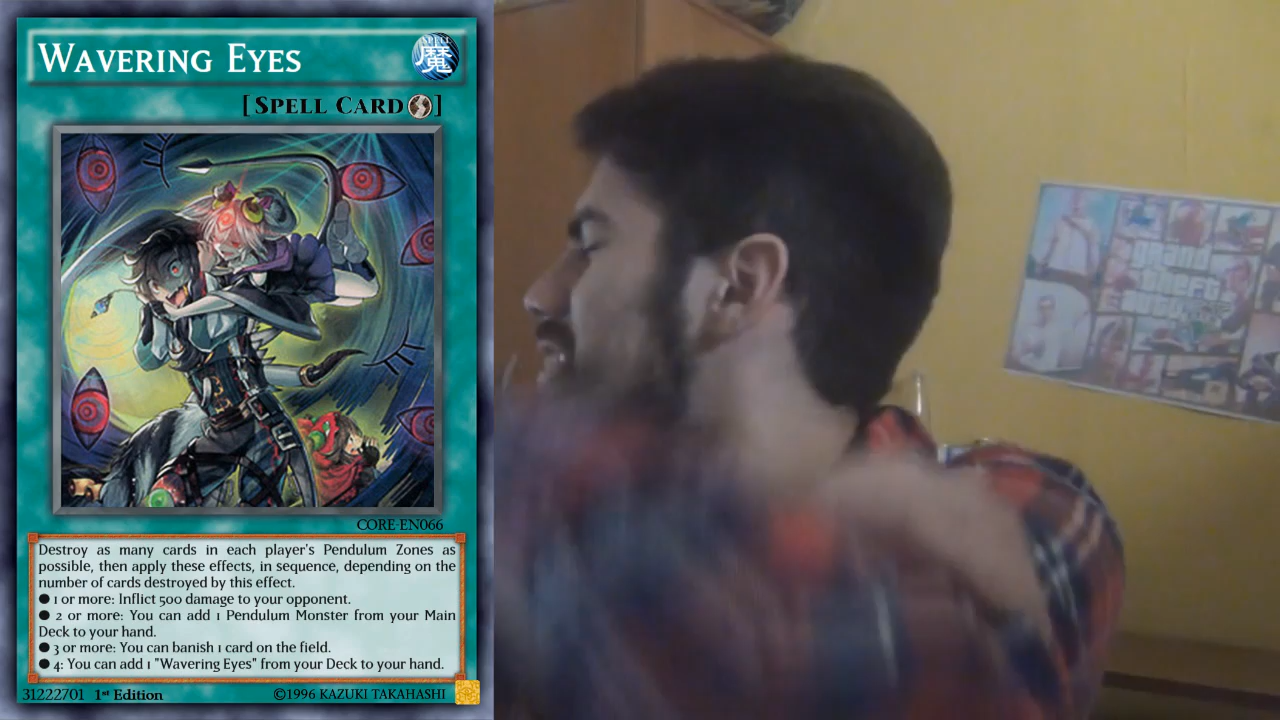 WAVERING EYES
SPELL
魔
[SPELL CARD]
CORE-EN066
Destroy as many cards in each player's Pendulum Zones as
possible, then apply these effects, in sequence, depending on the
number of cards destroyed by this effect.
● 1 or more: Inflict 500 damage to your opponent.
● 2 or more: You can add 1 Pendulum Monster from your Main
Deck to your hand.
● 3 or more: You can banish 1 card on the field.
● 4: You can add 1 "Wavering Eyes" from your Deck to your hand.
31222701 1st Edition ©1996 KAZUKI TAKAHASHI
grand
theft
auto